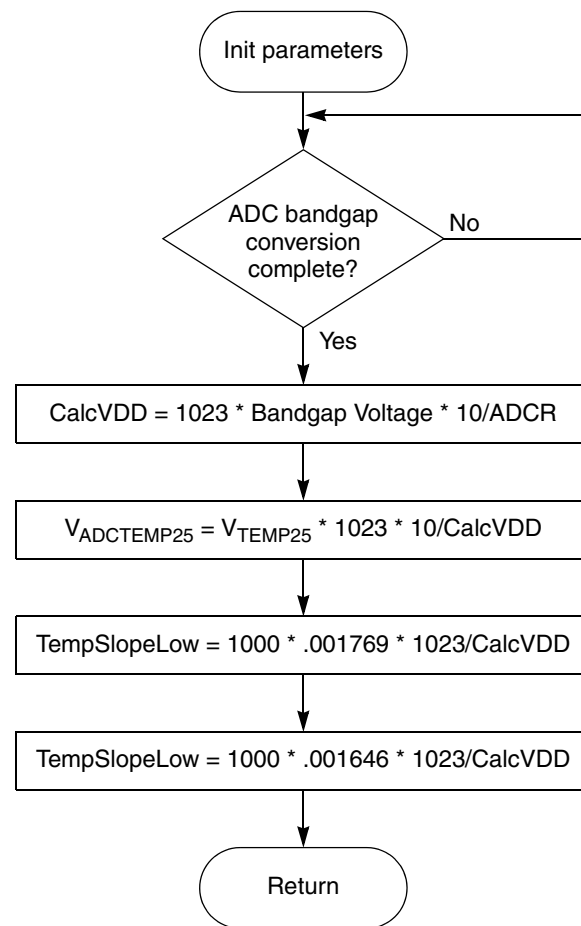 Init parameters
ADC bandgap
conversion
complete?
No
Yes
CalcVDD = 1023 * Bandgap Voltage * 10/ADCR
VADCTEMP25 = VTEMP25 * 1023 * 10/CalcVDD
TempSlopeLow = 1000 * .001769 * 1023/CalcVDD
TempSlopeLow = 1000 * .001646 * 1023/CalcVDD
Return